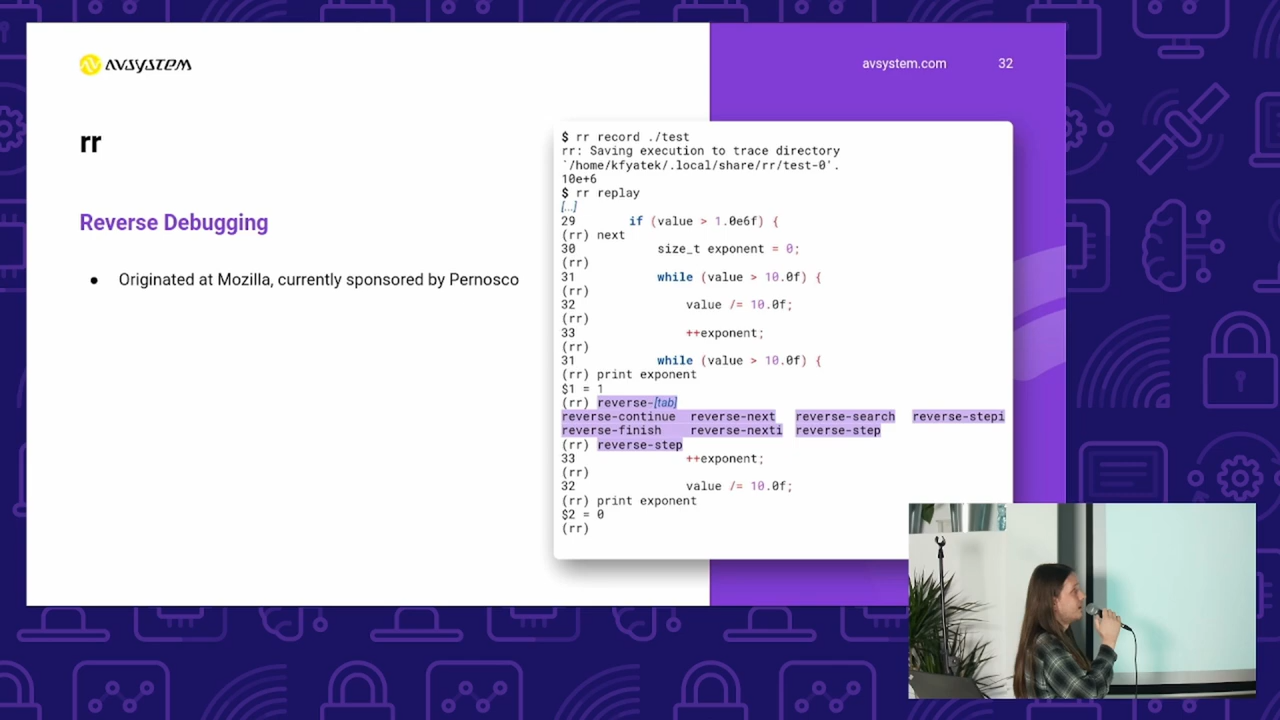 AVSYSTEM
avsystem.com 32
rr
Reverse Debugging
● Originated at Mozilla, currently sponsored by Pernosco
$ rr record ./test
rr: Saving execution to trace directory
`/home/kfyatek/.local/share/rr/test-0'.
10e+6
$ rr replay
[...]
29 if (value > 1.0e6f) {
(rr) next
30 size_t exponent = 0;
(rr)
31 while (value > 10.0f) {
(rr)
32 value /= 10.0f;
(rr)
33 ++exponent;
(rr)
31 while (value > 10.0f) {
(rr) print exponent
$1 = 1
(rr) reverse-[tab]
reverse-continue reverse-next reverse-search reverse-stepi
reverse-finish reverse-nexti reverse-step
(rr) reverse-step
33 ++exponent;
(rr)
32 value /= 10.0f;
(rr) print exponent
$2 = 0
(rr)